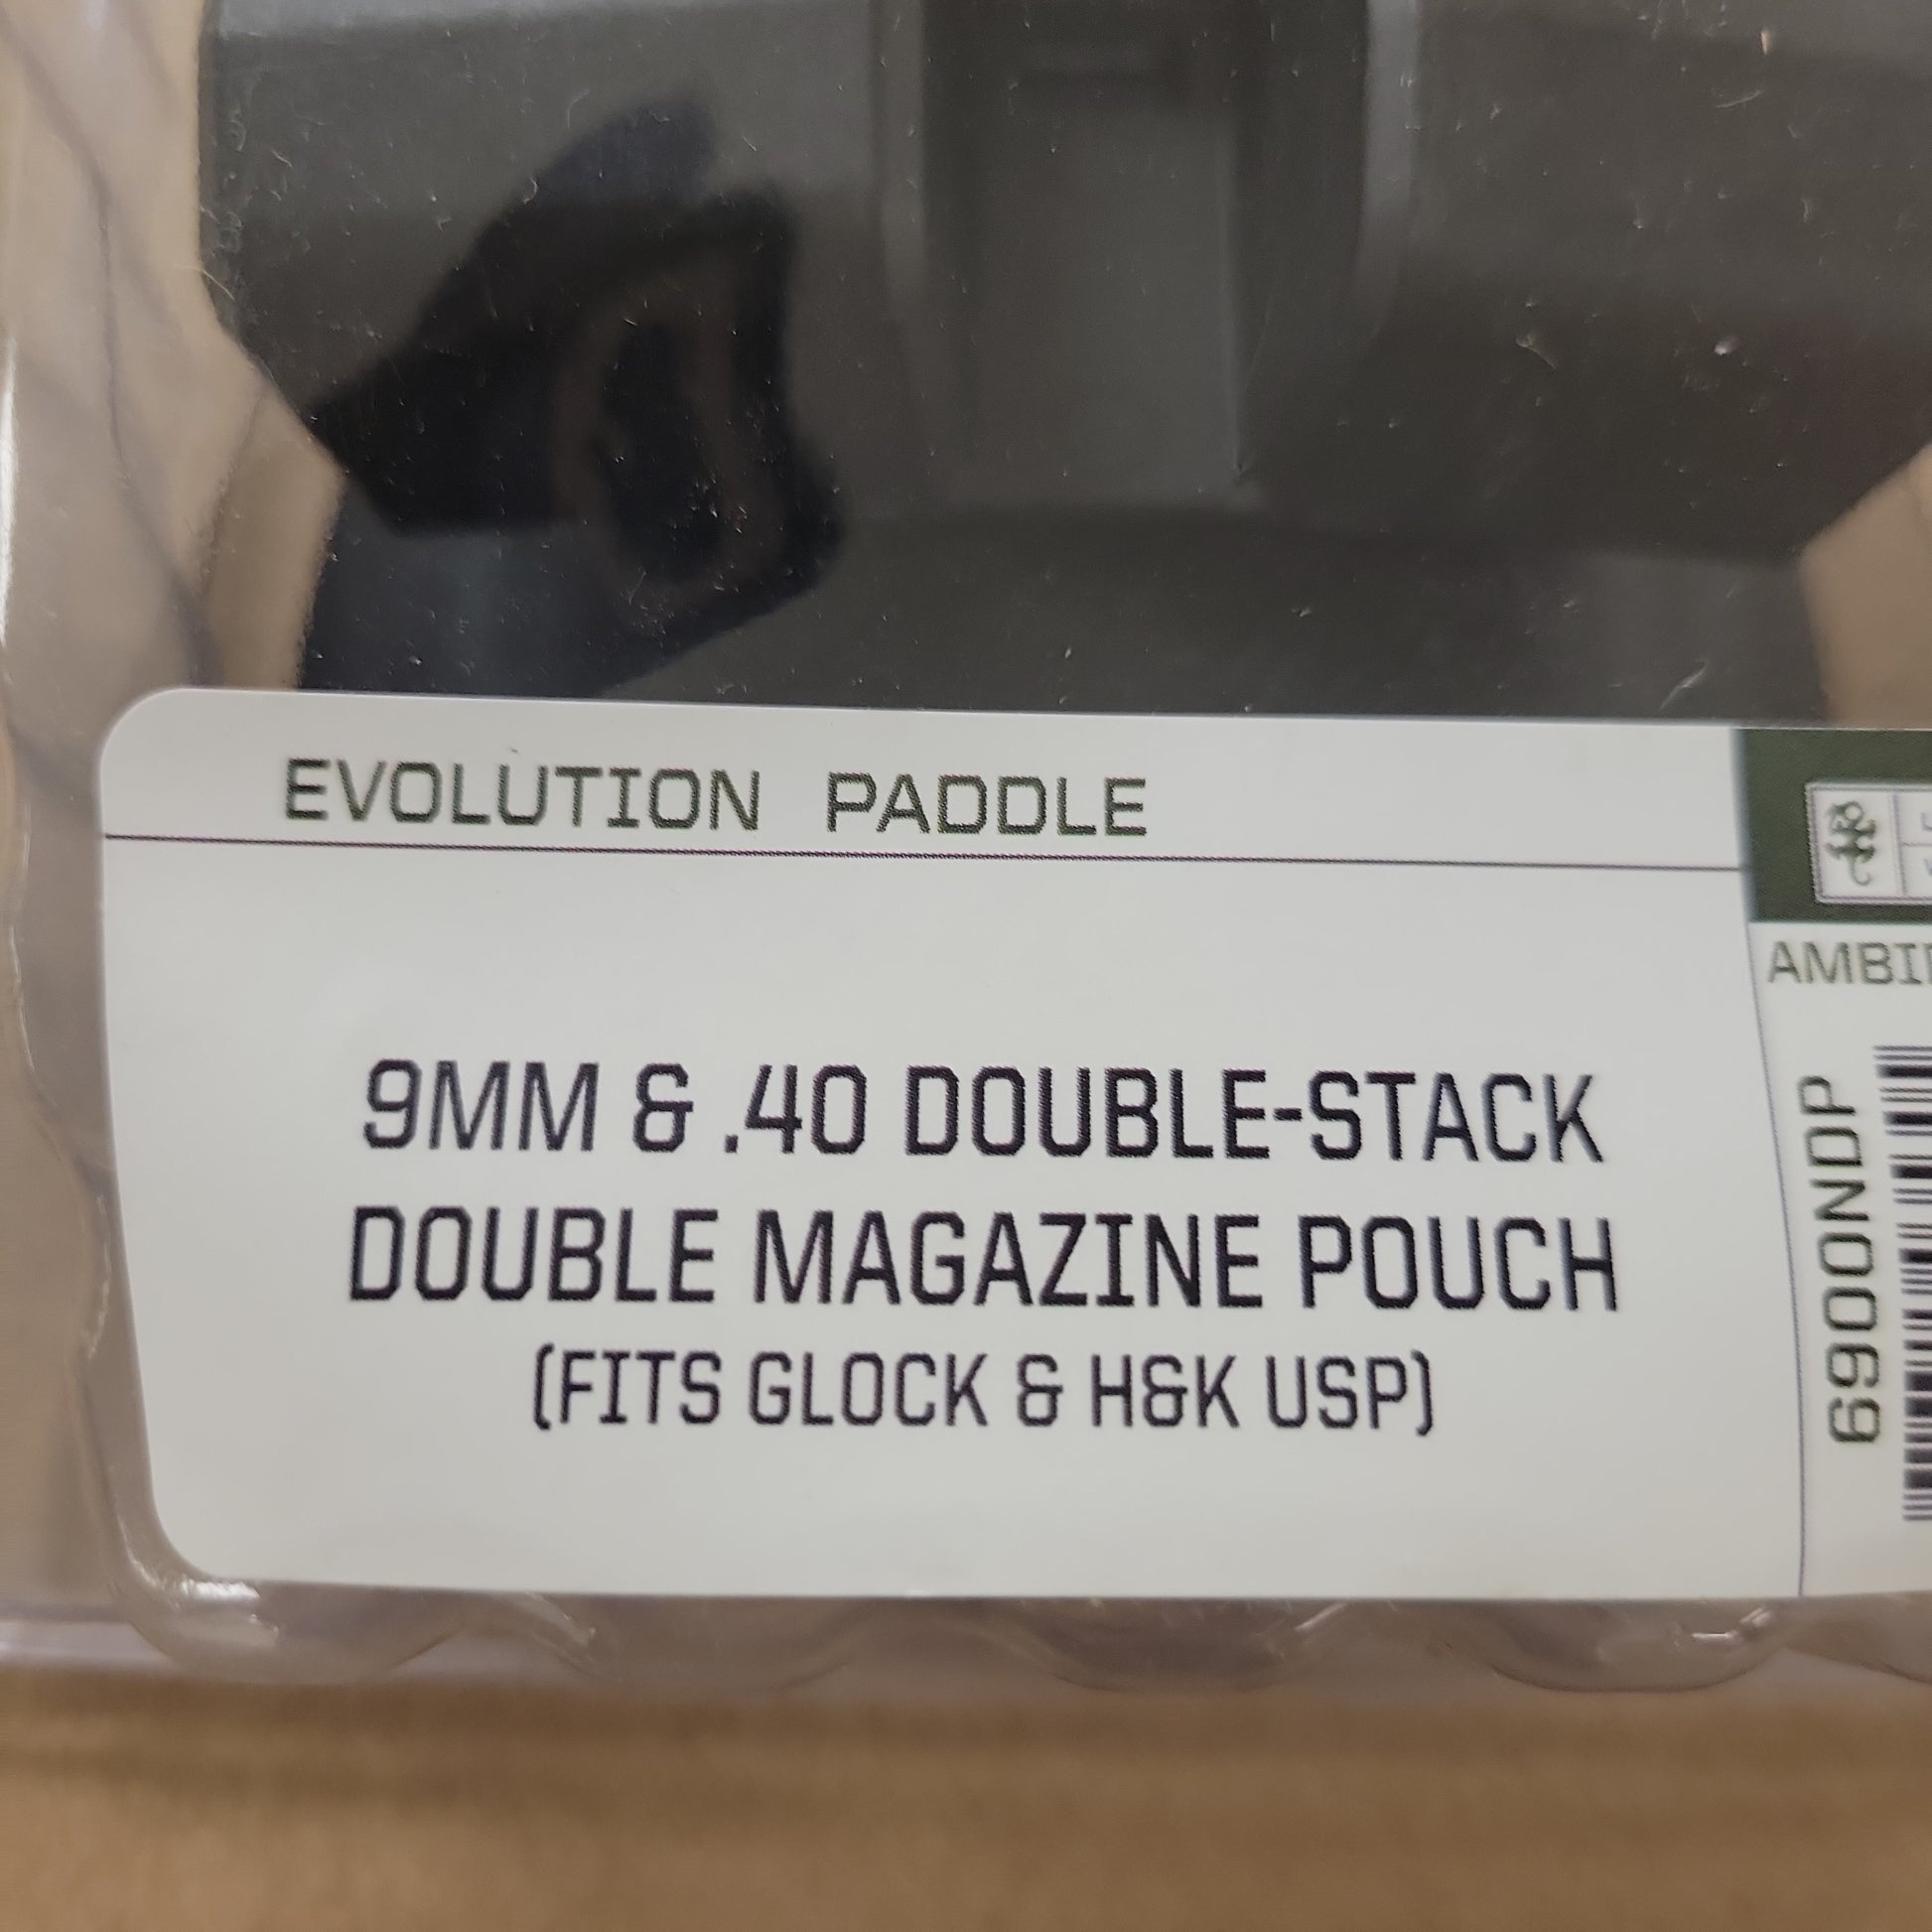 EVOLUTION PADDLE
9MM & .40 DOUBLE-STACK
DOUBLE MAGAZINE POUCH
(FITS GLOCK & H&K USP)
6900NDP